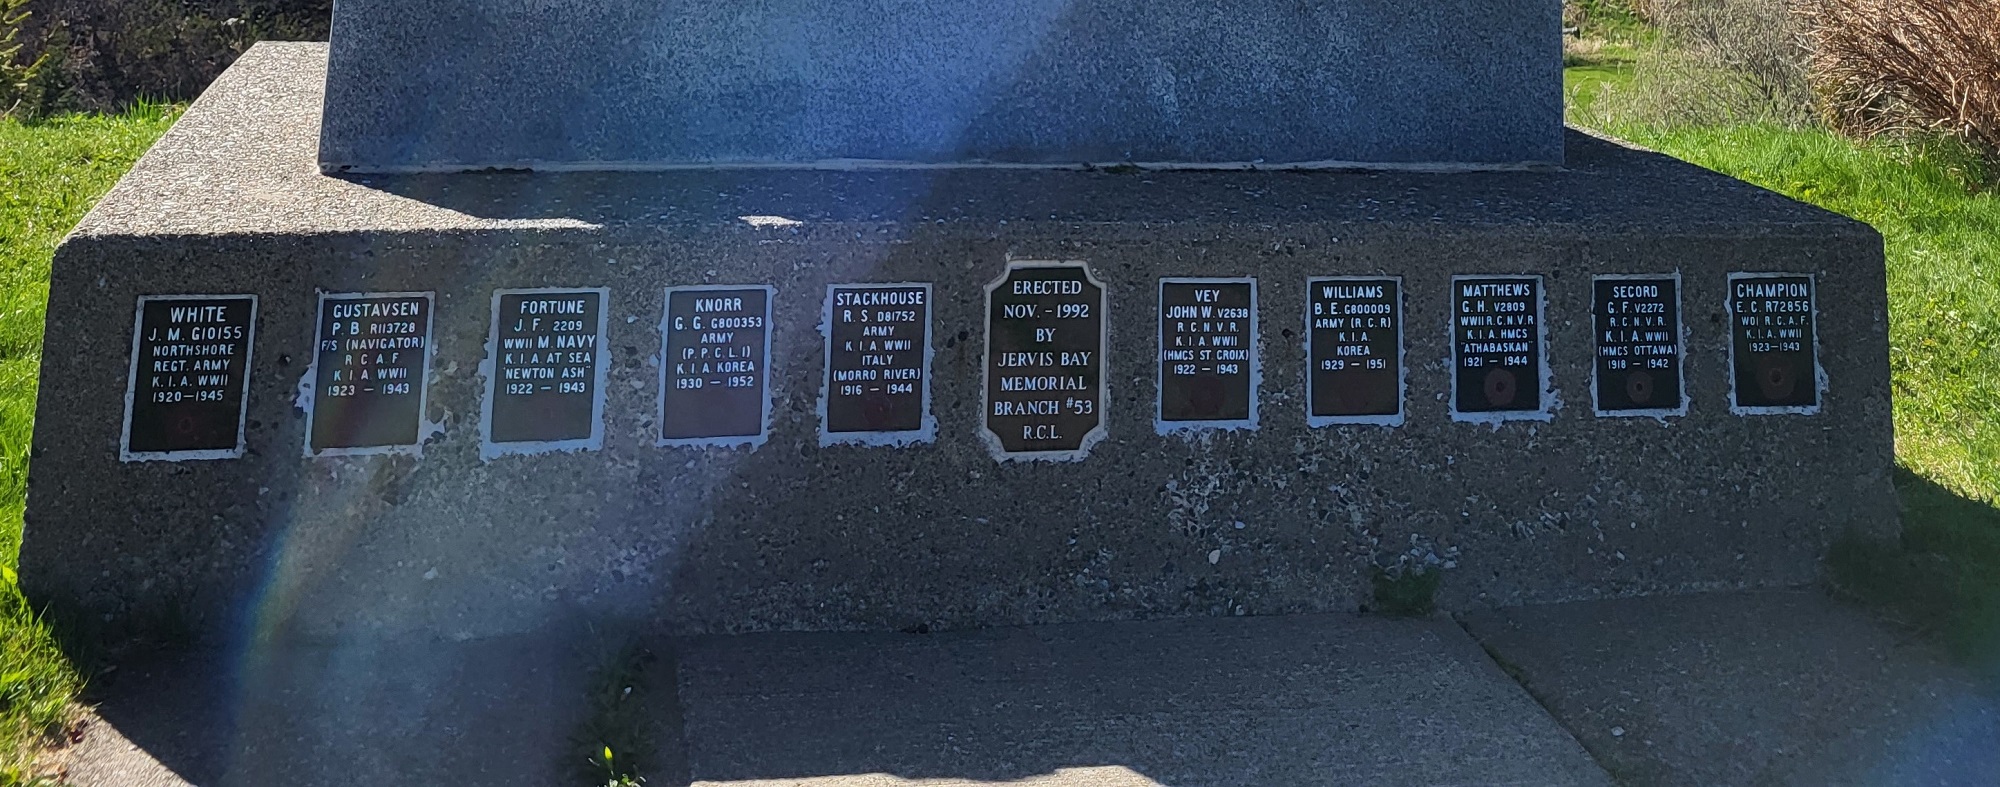 WHITE
J. M. G10155
NORTHSHORE
REGT. ARMY
K. I. A. WWII
1920-1945
GUSTAVSEN
P. B. R113728
F/S (NAVIGATOR)
R C A F
K I A WWII
1923 - 1943
FORTUNE
J. F. 2209
WWII M. NAVY
K. I. A. AT SEA
"NEWTON ASH"
1922 - 1943
KNORR
G. G. G800353
ARMY
(P. P. C. L. I)
K. I. A. KOREA
1930 - 1952
STACKHOUSE
R. S. D81752
ARMY
K. I. A. WWII
ITALY
(MORRO RIVER)
1916 - 1944
ERECTED
NOV. - 1992
BY
JERVIS BAY
MEMORIAL
BRANCH #53
R.C.L.
VEY
JOHN W. V2638
R. C. N. V. R.
K. I. A. WWII
(HMCS ST CROIX)
1922 - 1943
WILLIAMS
B. E. G800009
ARMY (R. C. R)
K. I. A.
KOREA
1929 - 1951
MATTHEWS
G. H. V2809
WWII R. C. N. V. R
K. I. A. HMCS
"ATHABASKAN"
1921 - 1944
SECORD
G. F. V2272
R. C. N. V. R.
K. I. A. WWII
(HMCS OTTAWA)
1918 - 1942
CHAMPION
E. C. R72856
WO1 R. C. A. F.
K. I. A. WWII
1923-1943